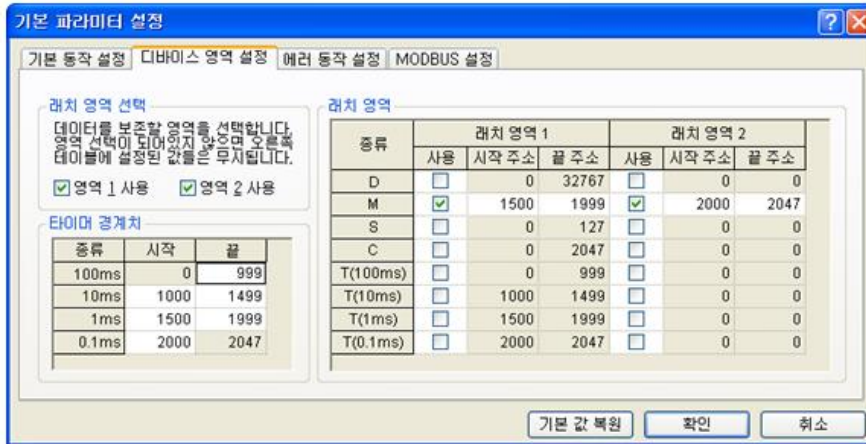 기본 파라미터 설정
기본 동작 설정 디바이스 영역 설정 에러 동작 설정 MODBUS 설정
래치 영역 선택
데이터를 보존할 영역을 선택합니다.
영역 선택이 되어있지 않으면 오른쪽
테이블에 설정된 값들은 무시됩니다.
영역 1 사용 영역 2 사용
타이머 경계치
종류 시작 끝
100ms 0 999
10ms 1000 1499
1ms 1500 1999
0.1ms 2000 2047
래치 영역
종류 래치 영역 1 래치 영역 2
사용 시작 주소 끝 주소 사용 시작 주소 끝 주소
D 0 32767 0 0
M 1500 1999 2000 2047
S 0 127 0 0
C 0 2047 0 0
T(100ms) 0 999 0 0
T(10ms) 1000 1499 0 0
T(1ms) 1500 1999 0 0
T(0.1ms) 2000 2047 0 0
기본 값 복원 확인 취소